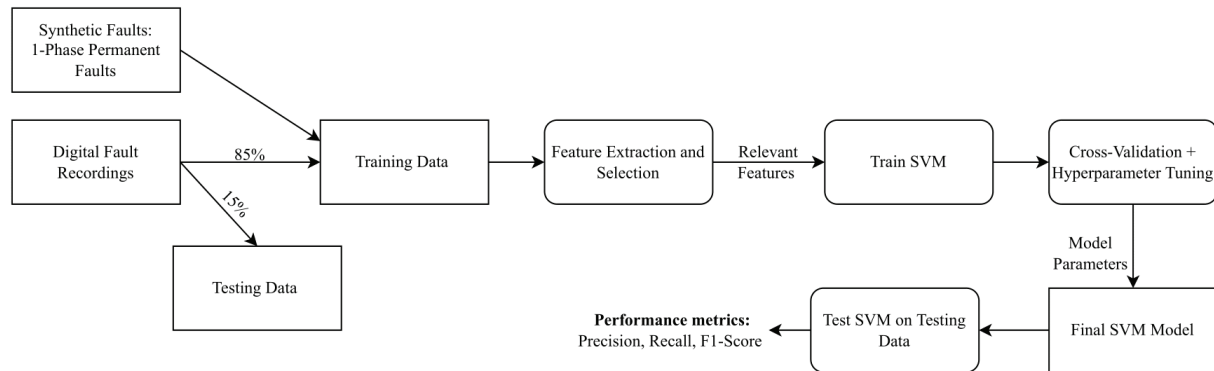 Synthetic Faults:
1-Phase Permanent
Faults
Digital Fault
Recordings
85%
15%
Training Data
Testing Data
Feature Extraction and
Selection
Relevant
Features
Train SVM
Cross-Validation +
Hyperparameter Tuning
Model
Parameters
Final SVM Model
Test SVM on Testing
Data
Performance metrics:
Precision, Recall, F1-Score